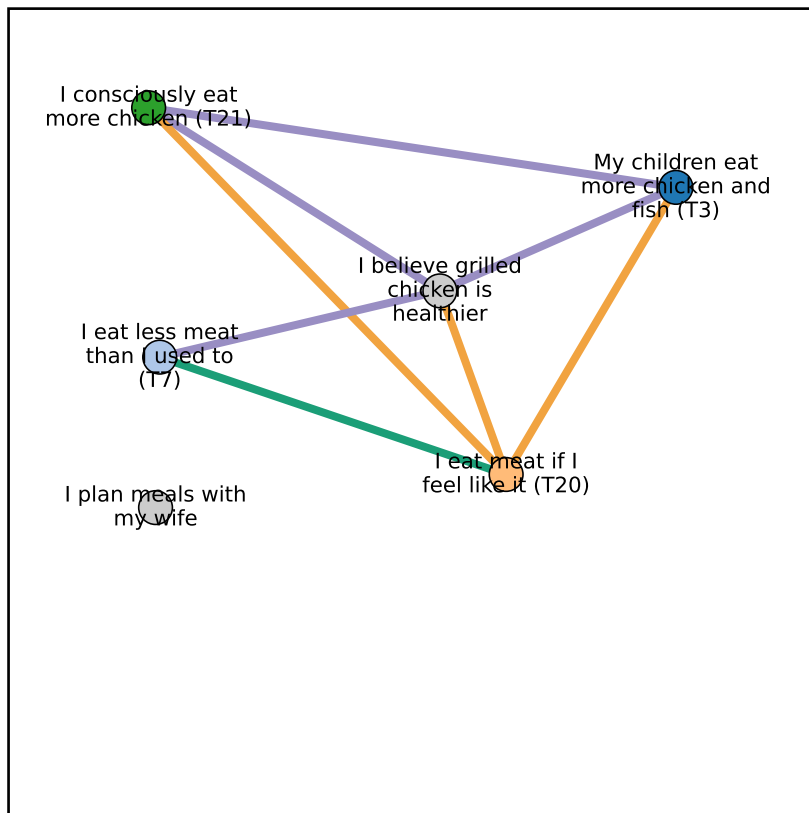 I consciously eat
more chicken (T21)
My children eat
more chicken and
fish (T3)
I believe grilled
chicken is
healthier
I eat less meat
than I used to
(T7)
I eat meat if I
feel like it (T20)
I plan meals with
my wife